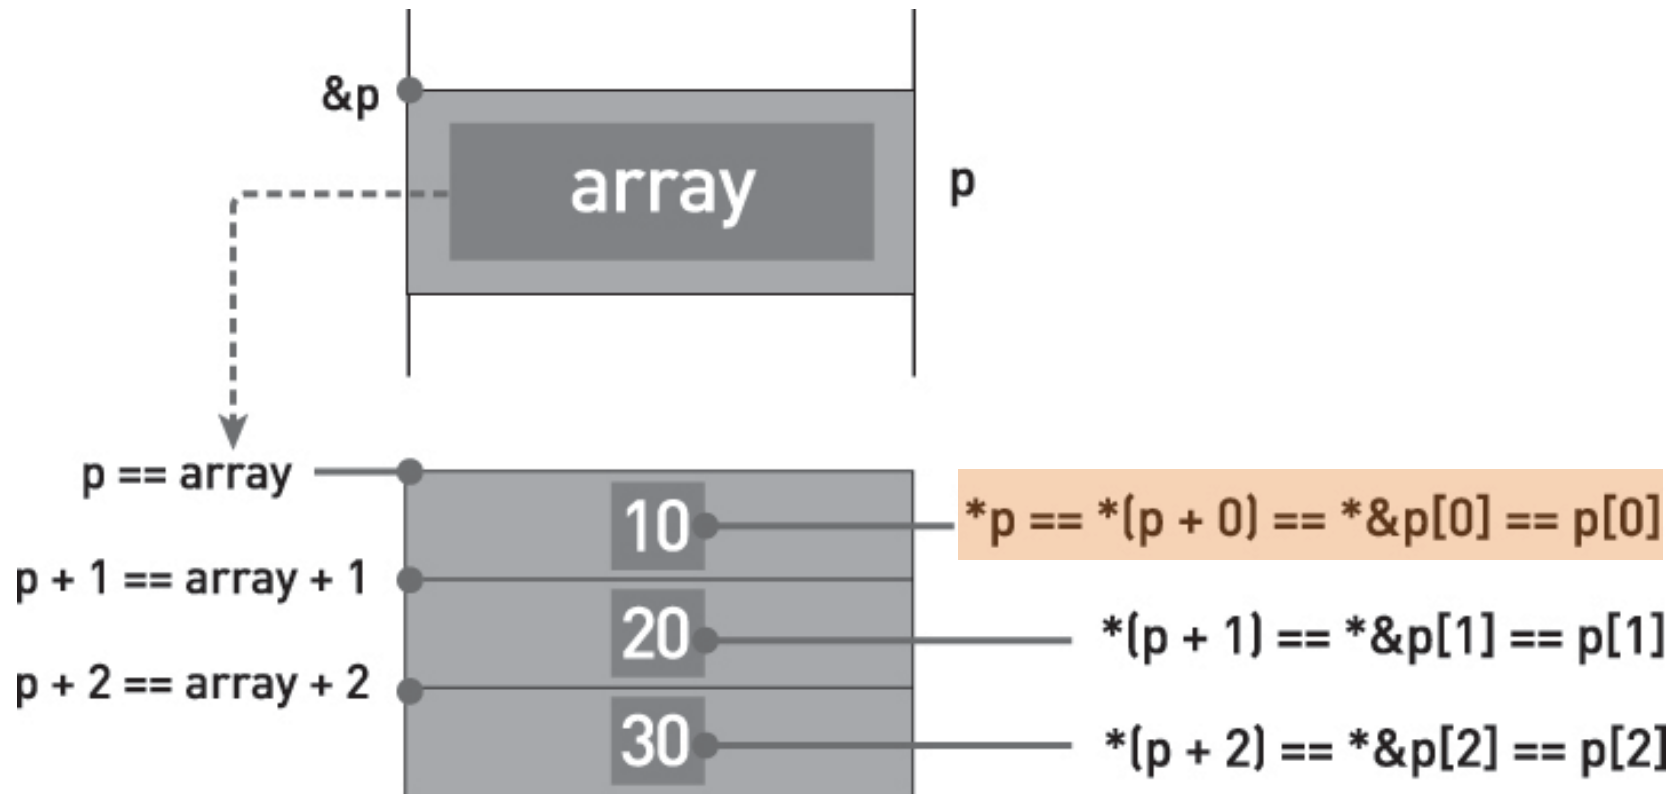 &p
array
p
p == array
10
*p == *(p + 0) == *&p[0] == p[0]
p + 1 == array + 1
20
*(p + 1) == *&p[1] == p[1]
p + 2 == array + 2
30
*(p + 2) == *&p[2] == p[2]